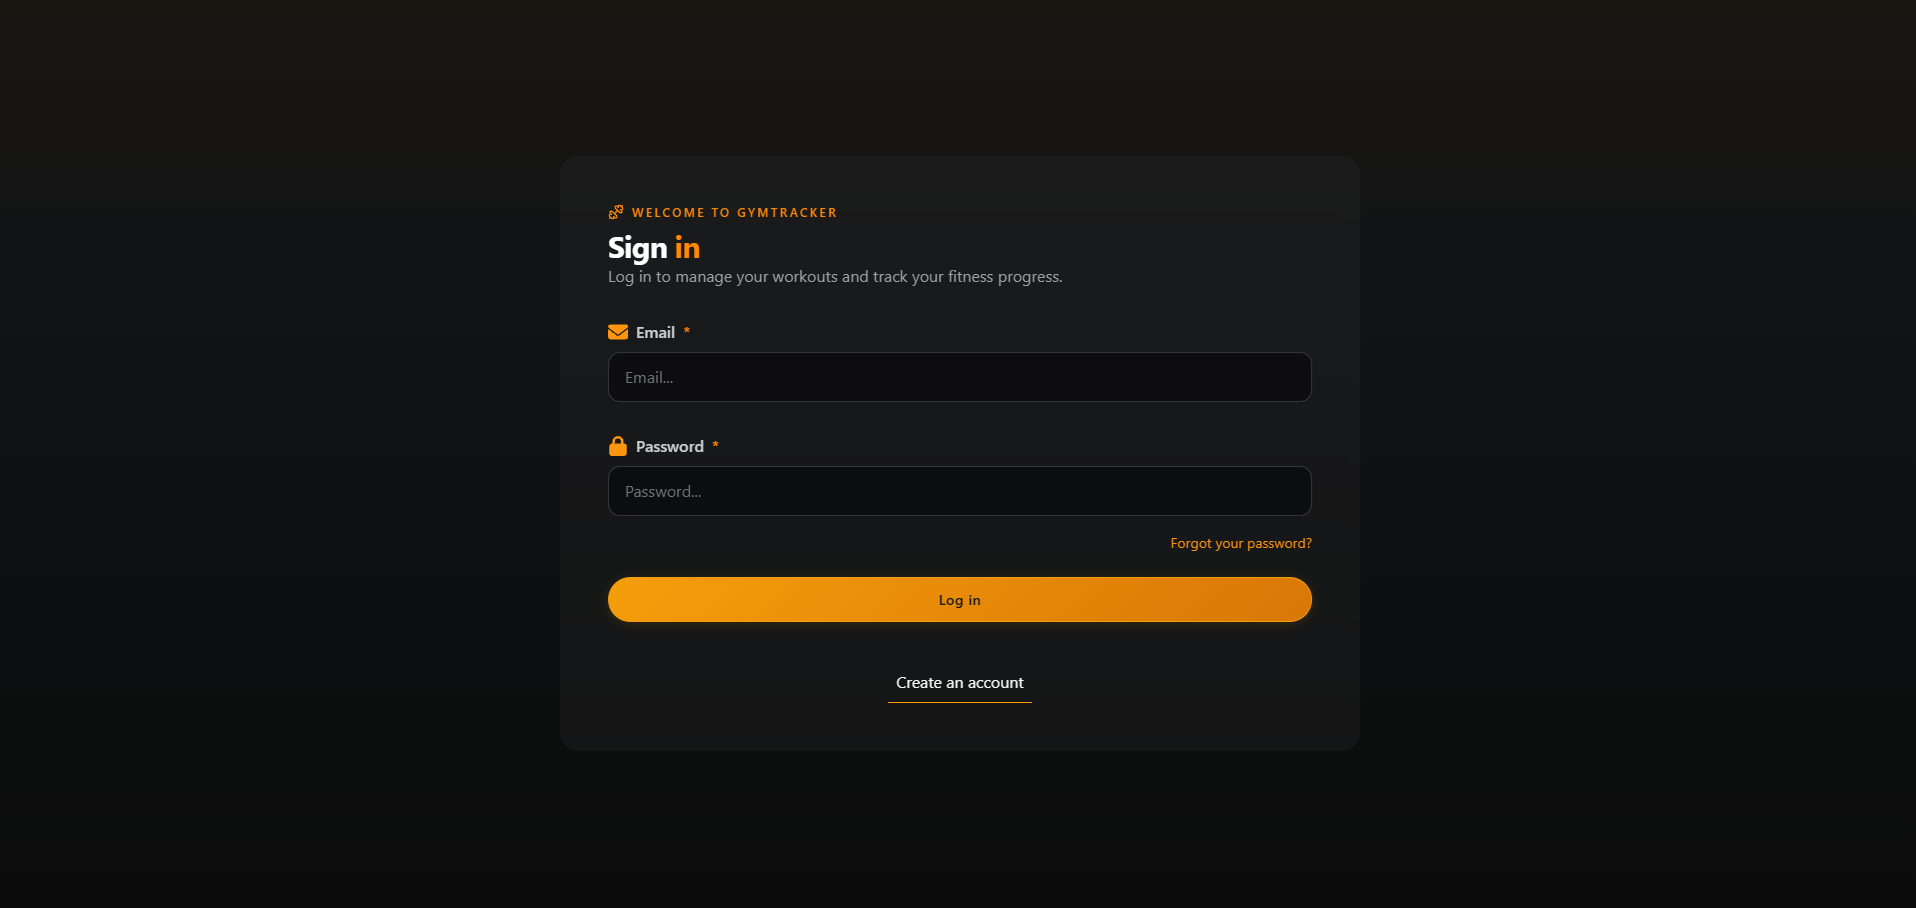 WELCOME TO GYMTRACKER
Sign in
Log in to manage your workouts and track your fitness progress.
Email *
Email...
Password *
Password...
Forgot your password?
Log in
Create an account